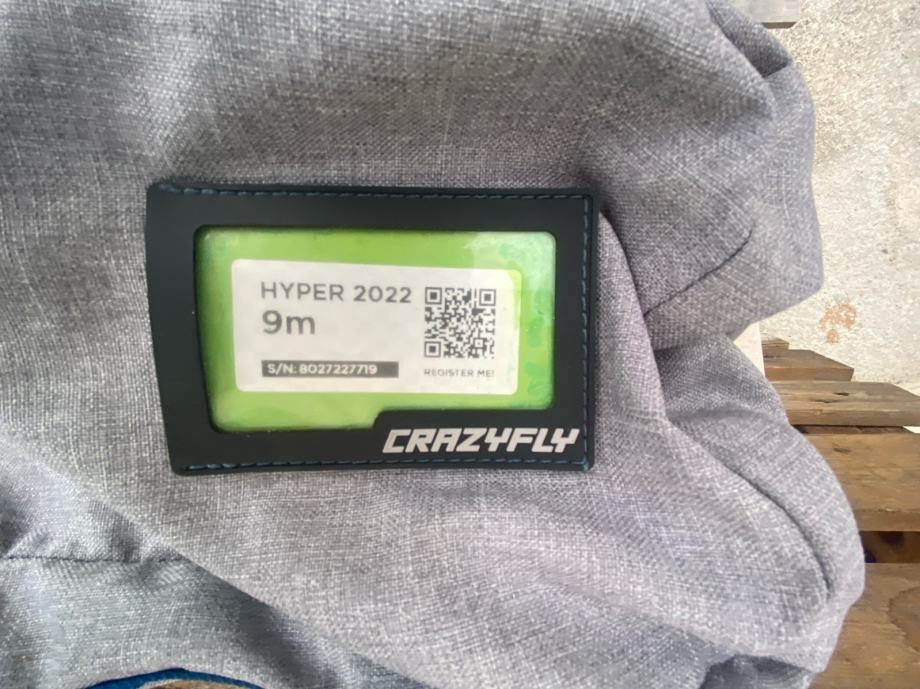 HYPER 2022
9m
S/N: 8027227719
REGISTER ME!
CRAZYFLY